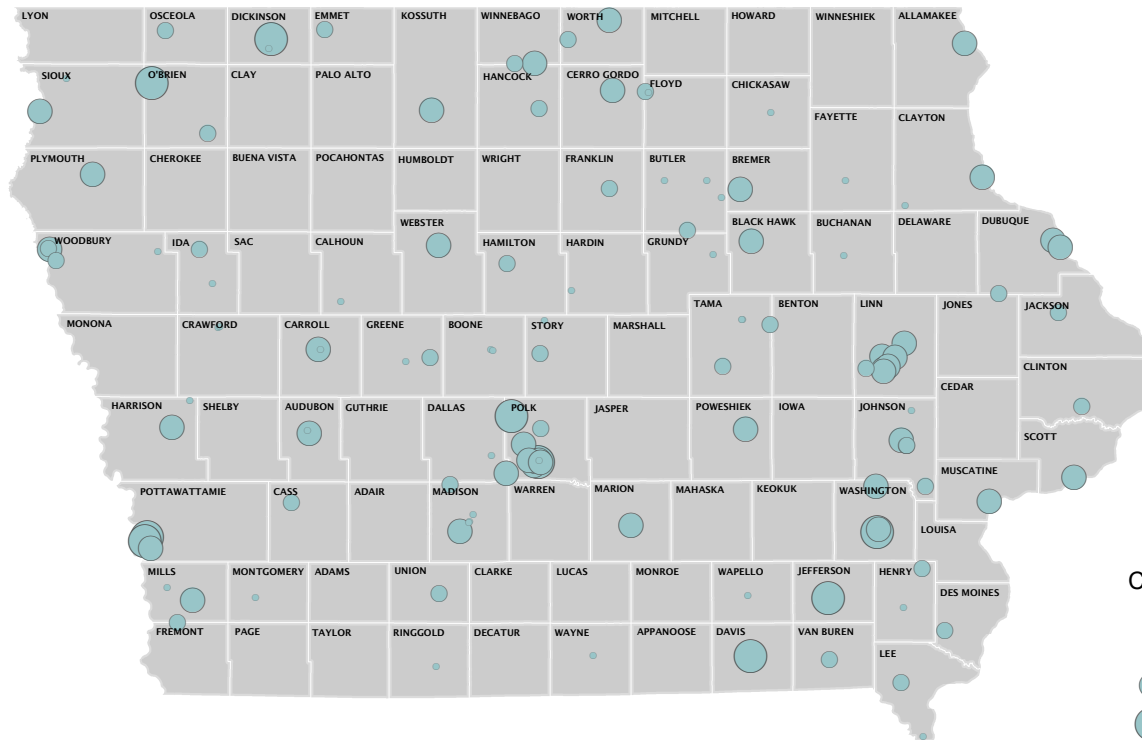 LYON OSCEOLA DICKINSON EMMET KOSSUTH WINNEBAGO WORTH MITCHELL HOWARD WINNESHIEK ALLAMAKEE
SIOUX O'BRIEN CLAY PALO ALTO HANCOCK CERRO GORDO FLOYD CHICKASAW
FAYETTE CLAYTON
PLYMOUTH CHEROKEE BUENA VISTA POCAHONTAS HUMBOLDT WRIGHT FRANKLIN BUTLER BREMER
WEBSTER BLACK HAWK BUCHANAN DELAWARE DUBUQUE
WOODBURY IDA SAC CALHOUN HAMILTON HARDIN GRUNDY
TAMA BENTON LINN JONES JACKSON
MONONA CRAWFORD CARROLL GREENE BOONE STORY MARSHALL
CLINTON
CEDAR
HARRISON SHELBY AUDUBON GUTHRIE DALLAS POLK JASPER POWESHIEK IOWA JOHNSON
SCOTT
MUSCATINE
POTTAWATTAMIE CASS ADAIR MADISON WARREN MARION MAHASKA KEOKUK WASHINGTON
LOUISA
MILLS MONTGOMERY ADAMS UNION CLARKE LUCAS MONROE WAPELLO JEFFERSON HENRY
DES MOINES
FREMONT PAGE TAYLOR RINGGOLD DECATUR WAYNE APPANOOSE DAVIS VAN BUREN
LEE